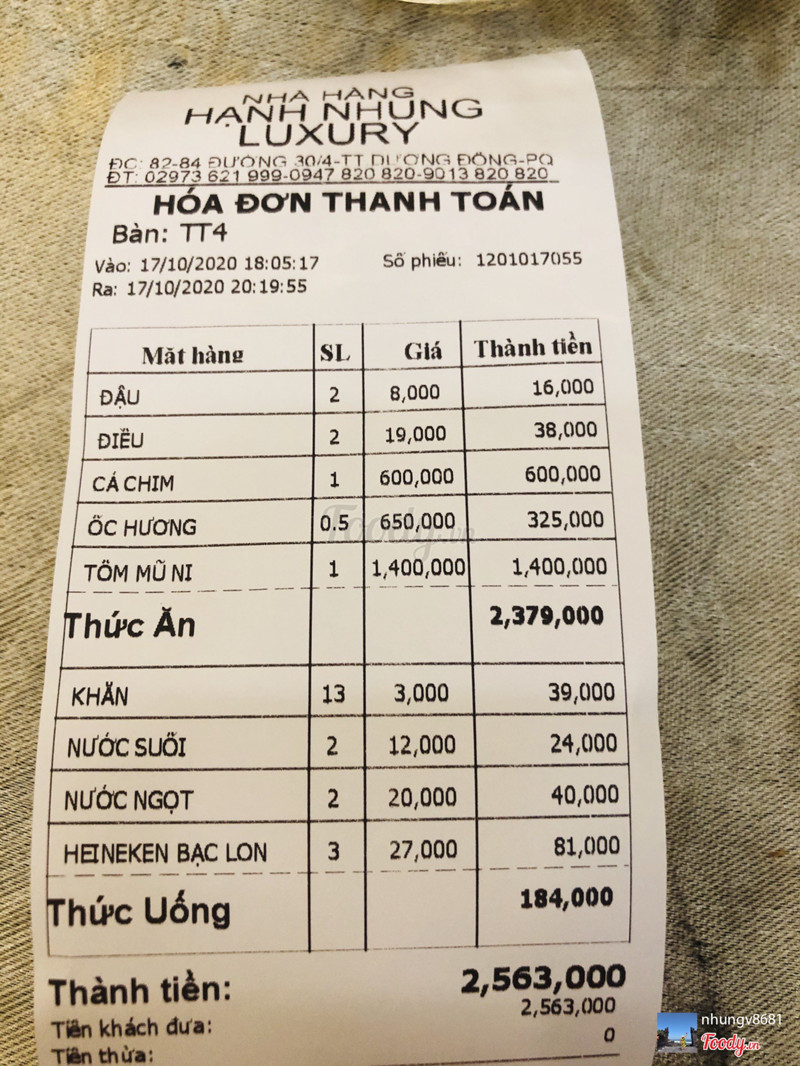 NHÀ HÀNG
HẠNH NHUNG
LUXURY
ĐC: 82-84 ĐƯỜNG 30/4-TT DƯƠNG ĐÔNG-PQ
ĐT: 02973 621 999-0947 820 820-9013 820 820
HÓA ĐƠN THANH TOÁN
Bàn: TT4
Vào: 17/10/2020 18:05:17 Số phiếu: 1201017055
Ra: 17/10/2020 20:19:55
Mặt hàng SL Giá Thành tiền
ĐẬU 2 8,000 16,000
ĐIỀU 2 19,000 38,000
CÁ CHIM 1 600,000 600,000
ỐC HƯƠNG 0.5 650,000 325,000
TÔM MŨ NI 1 1,400,000 1,400,000
Thức Ăn 2,379,000
KHĂN 13 3,000 39,000
NƯỚC SUỐI 2 12,000 24,000
NƯỚC NGỌT 2 20,000 40,000
HEINEKEN BẠC LON 3 27,000 81,000
Thức Uống 184,000
Thành tiền: 2,563,000
Tiền khách đưa: 2,563,000
Tiền thừa: 0
Foody.vn
nhungv8681
Foody.vn